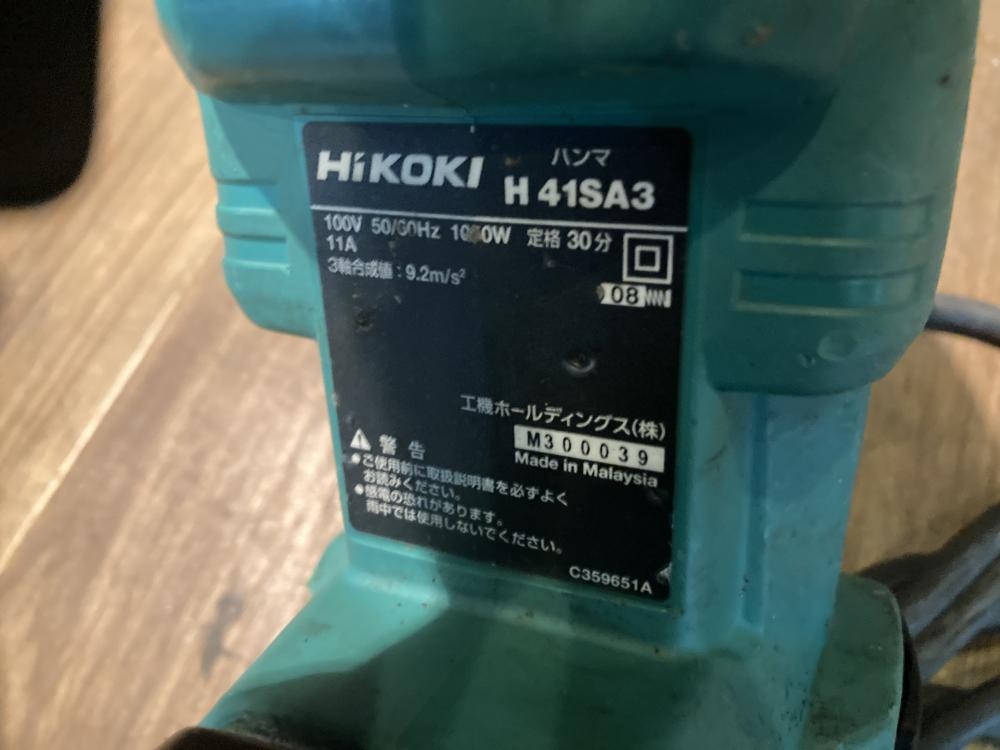 HiKOKI
ハンマ
H 41SA3
100V 50/60Hz 定格 30分
11A
3軸合成値：9.2m/s²
08
工機ホールディングス(株)
M300039
Made in Malaysia
⚠ 警告
●ご使用前に取扱説明書を必ずよく
お読みください。
●感電の恐れがあります。
雨中では使用しないでください。
C359651A